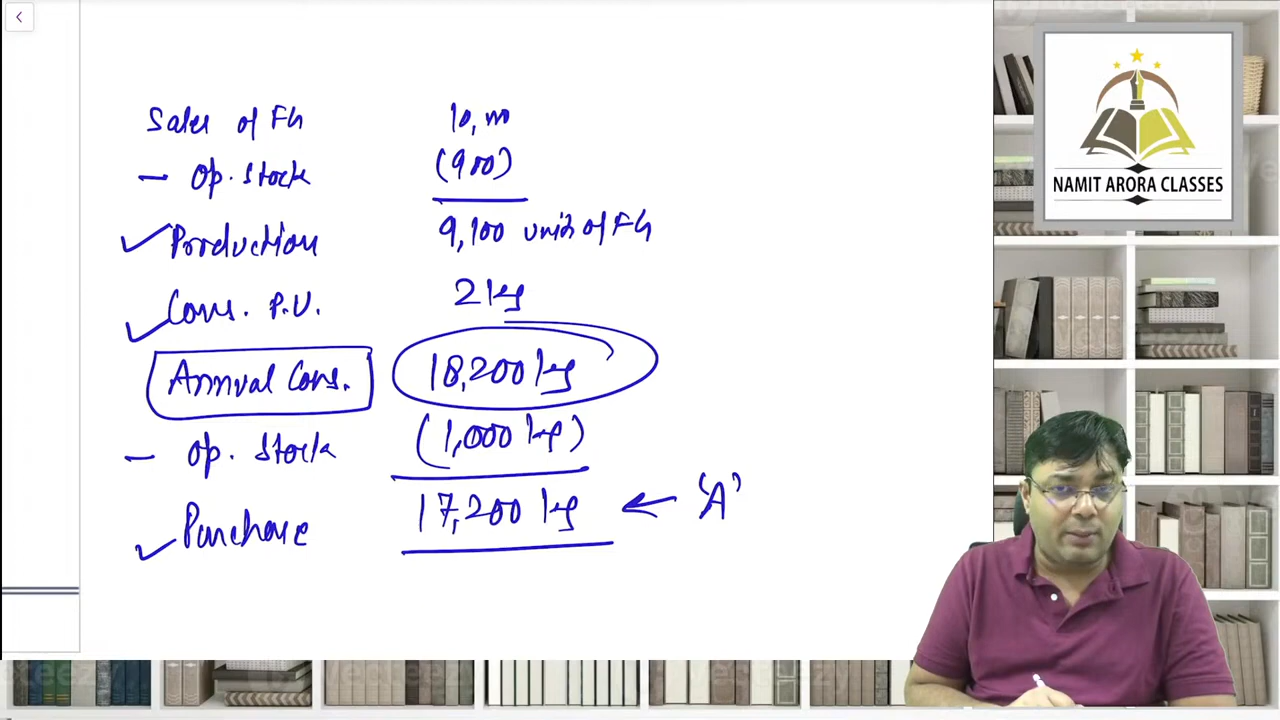 Sales of FG 10,000
- Op. Stock (900)
✓ Production 9,100 units of FG
✓ Cons. P.U. 2 kg
Annual Cons. 18,200 kg
- Op. Stock (1,000 kg)
✓ Purchase 17,200 kg ← 'A'
NAMIT ARORA CLASSES